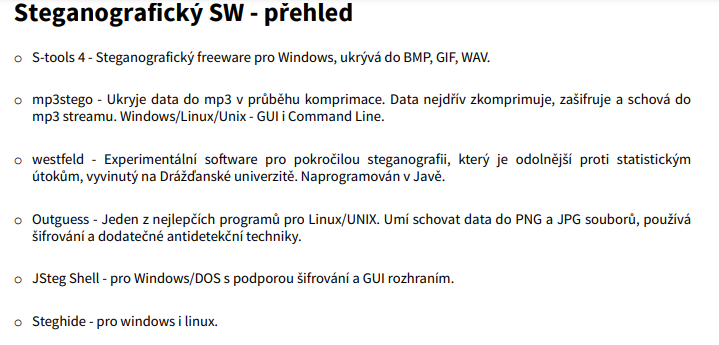 Steganografický SW - přehled
o S-tools 4 - Steganografický freeware pro Windows, ukrývá do BMP, GIF, WAV.
o mp3stego - Ukryje data do mp3 v průběhu komprimace. Data nejdřív zkomprimuje, zašifruje a schová do
mp3 streamu. Windows/Linux/Unix - GUI i Command Line.
o westfeld - Experimentální software pro pokročilou steganografii, který je odolnější proti statistickým
útokům, vyvinutý na Drážďanské univerzitě. Naprogramován v Javě.
o Outguess - Jeden z nejlepčích programů pro Linux/UNIX. Umí schovat data do PNG a JPG souborů, používá
šifrování a dodatečné antidetekční techniky.
o JSteg Shell - pro Windows/DOS s podporou šifrování a GUI rozhraním.
o Steghide - pro windows i linux.